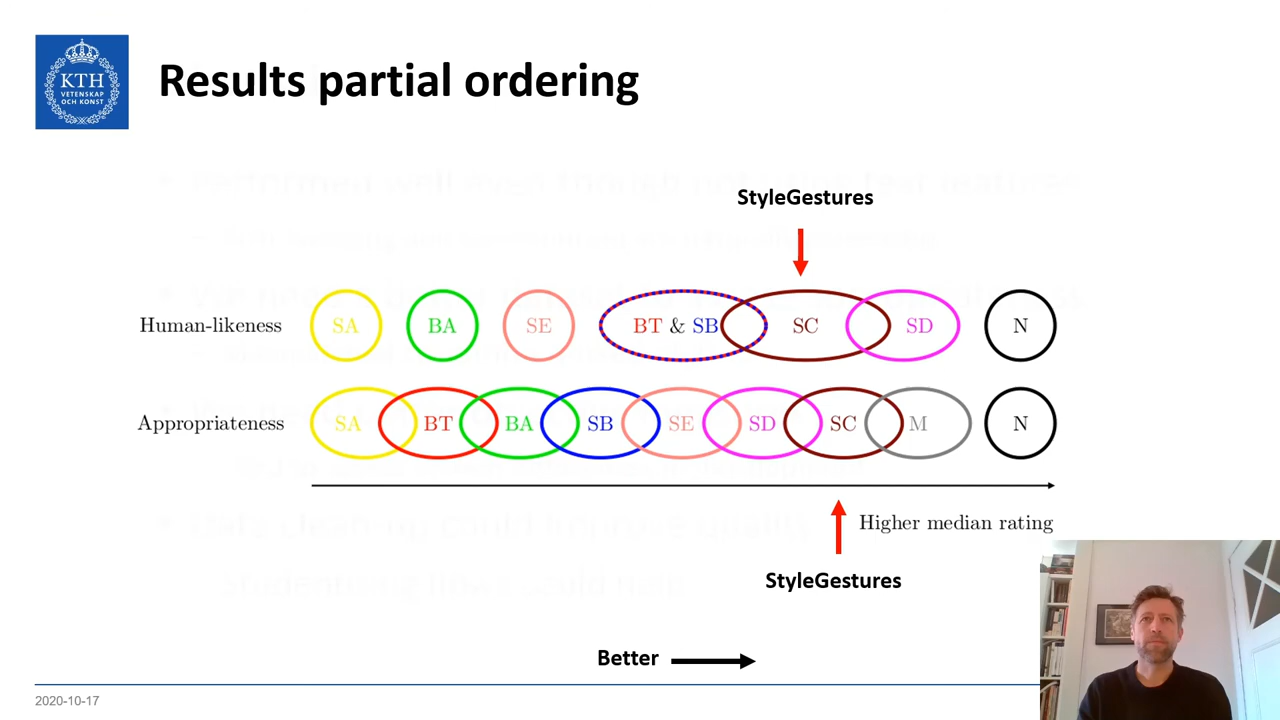 KTH
VETENSKAP
OCH KONST
Results partial ordering
StyleGestures
Human-likeness SA BA SE BT & SB SC SD N
Appropriateness SA BT BA SB SE SD SC M N
Higher median rating
StyleGestures
Better
2020-10-17